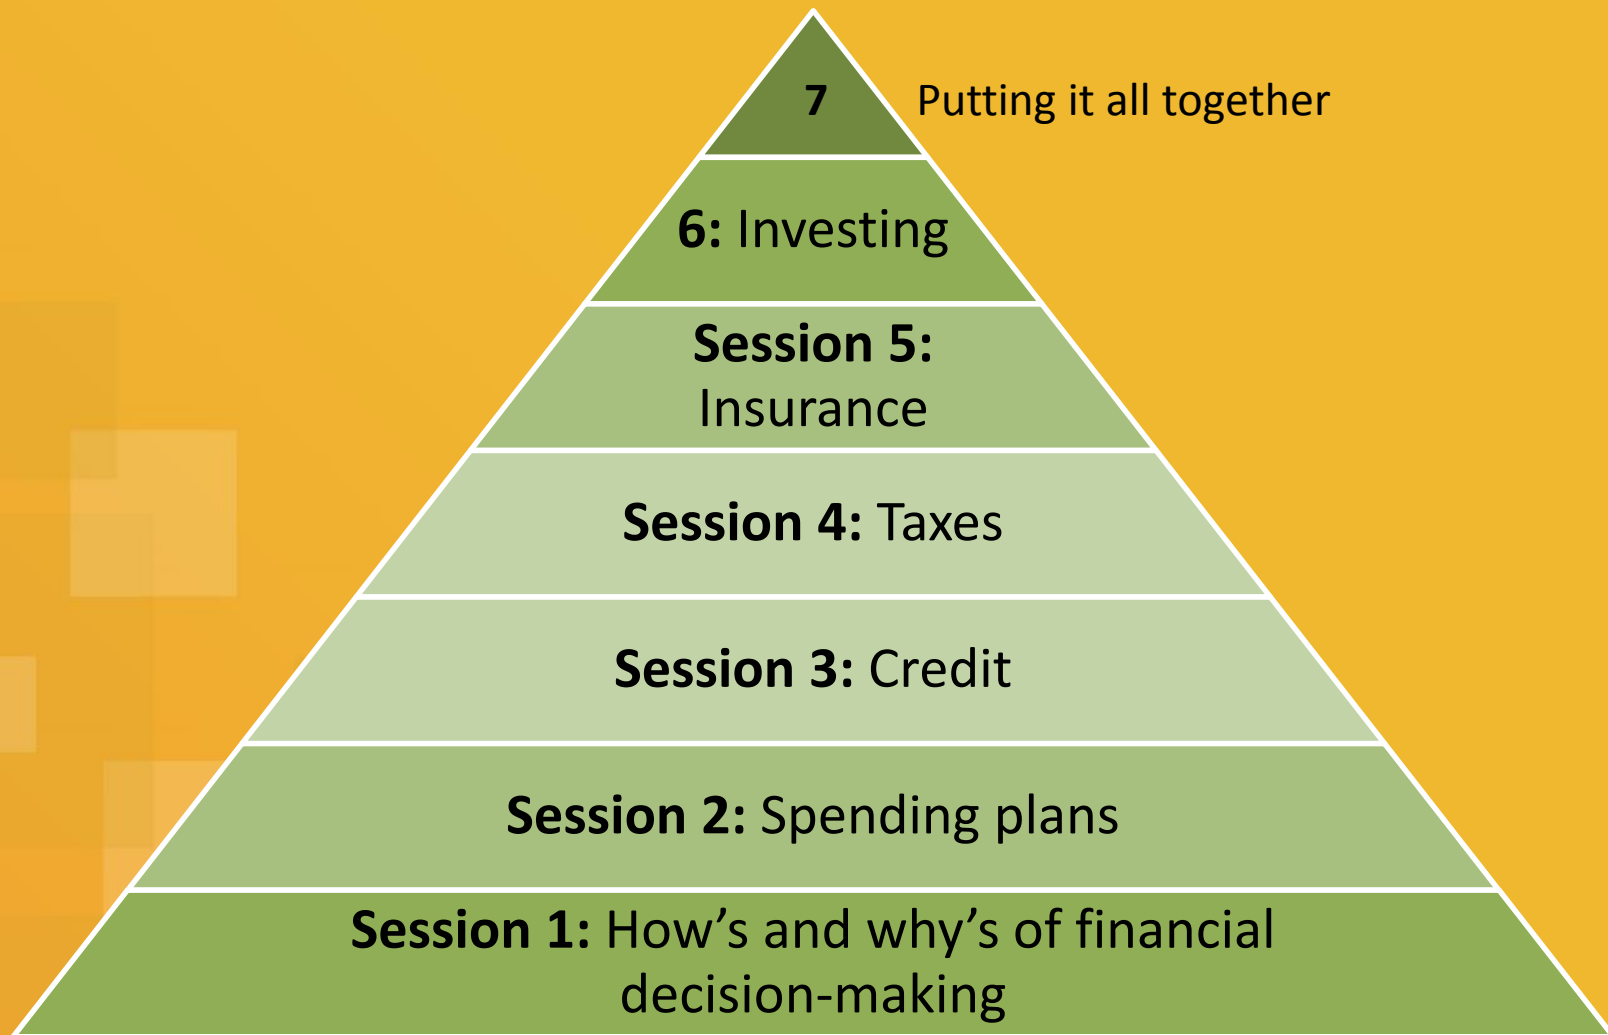 7 Putting it all together
6: Investing
Session 5:
Insurance
Session 4: Taxes
Session 3: Credit
Session 2: Spending plans
Session 1: How’s and why’s of financial
decision-making